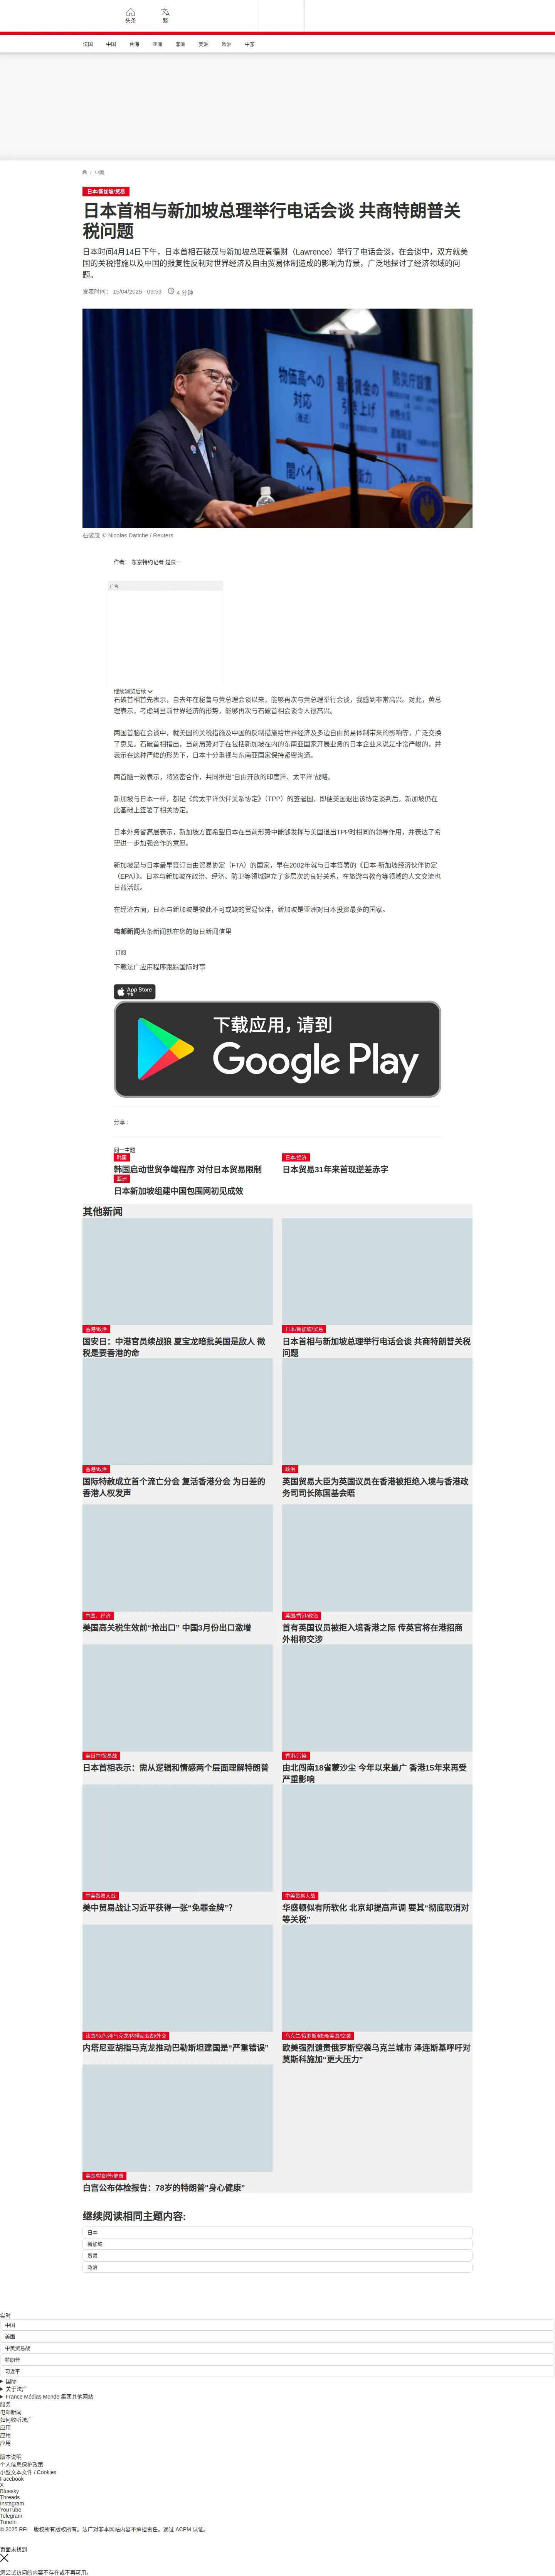 头条
繁
法国
中国
台海
亚洲
非洲
美洲
欧洲
中东
/ 中国
日本/新加坡/贸易
日本首相与新加坡总理举行电话会谈 共商特朗普关
税问题
日本时间4月14日下午，日本首相石破茂与新加坡总理黄循財（Lawrence）举行了电话会谈，在会谈中，双方就美
国的关税措施以及中国的报复性反制对世界经济及自由贸易体制造成的影响为背景，广泛地探讨了经济领域的问
题。
发表时间： 15/04/2025 - 09:53
4 分钟
物価高への
対応
最低賃金の
引き上げ
防災庁設置
闇バイト
石破茂 © Nicolas Datiche / Reuters
作者： 东京特约记者 楚良一
广告
继续浏览后续
石破首相首先表示，自去年在秘鲁与黄总理会谈以来，能够再次与黄总理举行会谈，我感到非常高兴。对此，黄总
理表示，考虑到当前世界经济的形势，能够再次与石破首相会谈令人很高兴。
两国首脑在会谈中，就美国的关税措施及中国的反制措施给世界经济及多边自由贸易体制带来的影响等，广泛交换
了意见。石破首相指出，当前局势对于在包括新加坡在内的东南亚国家开展业务的日本企业来说是非常严峻的，并
表示在这种严峻的形势下，日本十分重视与东南亚国家保持紧密沟通。
两首脑一致表示，将紧密合作，共同推进“自由开放的印度洋、太平洋”战略。
新加坡与日本一样，都是《跨太平洋伙伴关系协定》（TPP）的签署国，即便美国退出该协定谈判后，新加坡仍在
此基础上签署了相关协定。
日本外务省高层表示，新加坡方面希望日本在当前形势中能够发挥与美国退出TPP时相同的领导作用，并表达了希
望进一步加强合作的意愿。
新加坡是与日本最早签订自由贸易协定（FTA）的国家，早在2002年就与日本签署的《日本-新加坡经济伙伴协定
（EPA）》。日本与新加坡在政治、经济、防卫等领域建立了多层次的良好关系，在旅游与教育等领域的人文交流也
日益活跃。
在经济方面，日本与新加坡是彼此不可或缺的贸易伙伴，新加坡是亚洲对日本投资最多的国家。
电邮新闻头条新闻就在您的每日新闻信里
订阅
下载法广应用程序跟踪国际时事
App Store
下载
下载应用，请到
Google Play
分享 :
同一主题
韩国
韩国启动世贸争端程序 对付日本贸易限制
日本/经济
日本贸易31年来首现逆差赤字
亚洲
日本新加坡组建中国包围网初见成效
其他新闻
香港/政治
国安日：中港官员续战狼 夏宝龙暗批美国是敌人 徵
税是要香港的命
日本/新加坡/贸易
日本首相与新加坡总理举行电话会谈 共商特朗普关税
问题
香港/政治
国际特赦成立首个流亡分会 复活香港分会 为日差的
香港人权发声
政治
英国贸易大臣为英国议员在香港被拒绝入境与香港政
务司司长陈国基会晤
中国、经济
美国高关税生效前“抢出口” 中国3月份出口激增
英国/香港/政治
首有英国议员被拒入境香港之际 传英官将在港招商
外相称交涉
美日中/贸易战
日本首相表示：需从逻辑和情感两个层面理解特朗普
香港/污染
由北闯南18省蒙沙尘 今年以来最广 香港15年来再受
严重影响
中美贸易大战
美中贸易战让习近平获得一张“免罪金牌”？
中美贸易大战
华盛顿似有所软化 北京却提高声调 要其“彻底取消对
等关税”
法国/以色列/马克龙/内塔尼亚胡/外交
内塔尼亚胡指马克龙推动巴勒斯坦建国是“严重错误”
乌克兰/俄罗斯/欧洲/美国/空袭
欧美强烈谴责俄罗斯空袭乌克兰城市 泽连斯基呼吁对
莫斯科施加“更大压力”
美国/特朗普/健康
白宫公布体检报告：78岁的特朗普“身心健康”
继续阅读相同主题内容:
日本
新加坡
贸易
政治
实时
中国
美国
中美贸易战
特朗普
习近平
国际
关于法广
France Médias Monde 集团其他网站
服务
电邮新闻
如何收听法广
应用
应用
应用
版本说明
个人信息保护政策
小型文本文件 / Cookies
Facebook
X
Bluesky
Threads
Instagram
YouTube
Telegram
TuneIn
© 2025 RFI – 版权所有版权所有。法广对非本网站内容不承担责任。通过 ACPM 认证。
页面未找到
您尝试访问的内容不存在或不再可用。